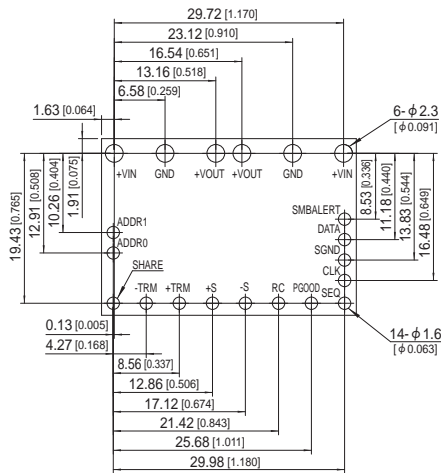 29.72 [1.170]
23.12 [0.910]
16.54 [0.651]
13.16 [0.518]
6.58 [0.259]
1.63 [0.064]
6-ϕ2.3
[ϕ0.091]
+VIN GND +VOUT +VOUT GND +VIN
19.43 [0.765]
12.91 [0.508]
10.26 [0.404]
1.91 [0.075]
8.53 [0.336]
11.18 [0.440]
13.83 [0.544]
16.48 [0.649]
SMBALERT
ADDR1
DATA
ADDR0
SGND
SHARE
CLK
-TRM +TRM +S -S RC PGOOD SEQ
0.13 [0.005]
14-ϕ1.6
[ϕ0.063]
4.27 [0.168]
8.56 [0.337]
12.86 [0.506]
17.12 [0.674]
21.42 [0.843]
25.68 [1.011]
29.98 [1.180]